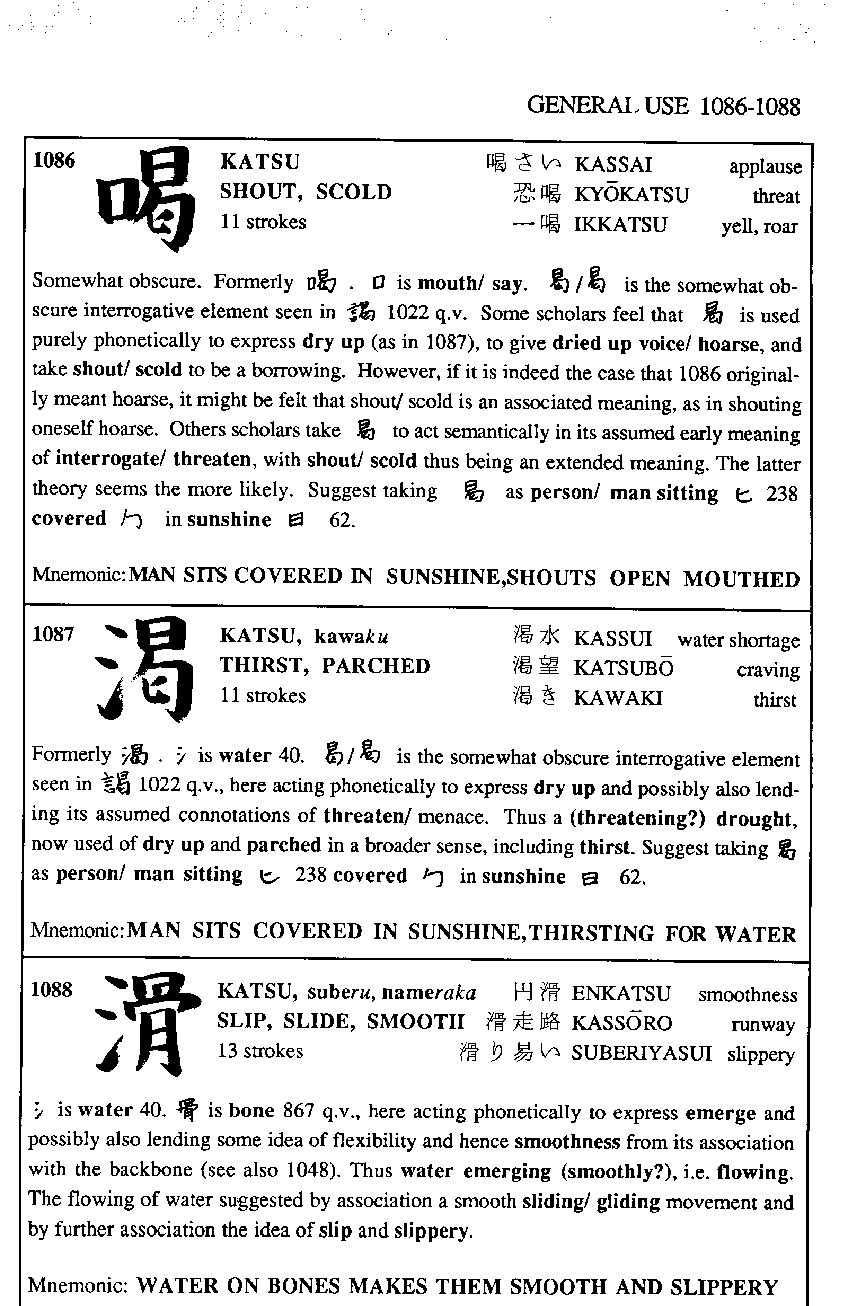 GENERAL USE 1086-1088
1086 喝 KATSU 喝さい KASSAI applause
SHOUT, SCOLD 恐喝 KYŌKATSU threat
11 strokes 一喝 IKKATSU yell, roar
Somewhat obscure. Formerly 喝 . 口 is mouth/ say. 曷/曷 is the somewhat ob-
scure interrogative element seen in 謁 1022 q.v. Some scholars feel that 曷 is used
purely phonetically to express dry up (as in 1087), to give dried up voice/ hoarse, and
take shout/ scold to be a borrowing. However, if it is indeed the case that 1086 original-
ly meant hoarse, it might be felt that shout/ scold is an associated meaning, as in shouting
oneself hoarse. Others scholars take 曷 to act semantically in its assumed early meaning
of interrogate/ threaten, with shout/ scold thus being an extended meaning. The latter
theory seems the more likely. Suggest taking 曷 as person/ man sitting ヒ 238
covered 勹 in sunshine 日 62.
Mnemonic: MAN SITS COVERED IN SUNSHINE,SHOUTS OPEN MOUTHED
1087 渇 KATSU, kawaku 渇水 KASSUI water shortage
THIRST, PARCHED 渇望 KATSUBŌ craving
11 strokes 渇き KAWAKI thirst
Formerly 渴 . 氵 is water 40. 曷/曷 is the somewhat obscure interrogative element
seen in 謁 1022 q.v., here acting phonetically to express dry up and possibly also lend-
ing its assumed connotations of threaten/ menace. Thus a (threatening?) drought,
now used of dry up and parched in a broader sense, including thirst. Suggest taking 曷
as person/ man sitting ヒ 238 covered 勹 in sunshine 日 62.
Mnemonic: MAN SITS COVERED IN SUNSHINE,THIRSTING FOR WATER
1088 滑 KATSU, suberu, nameraka 円滑 ENKATSU smoothness
SLIP, SLIDE, SMOOTH 滑走路 KASSŌRO runway
13 strokes 滑り易い SUBERIYASUI slippery
氵 is water 40. 骨 is bone 867 q.v., here acting phonetically to express emerge and
possibly also lending some idea of flexibility and hence smoothness from its association
with the backbone (see also 1048). Thus water emerging (smoothly?), i.e. flowing.
The flowing of water suggested by association a smooth sliding/ gliding movement and
by further association the idea of slip and slippery.
Mnemonic: WATER ON BONES MAKES THEM SMOOTH AND SLIPPERY